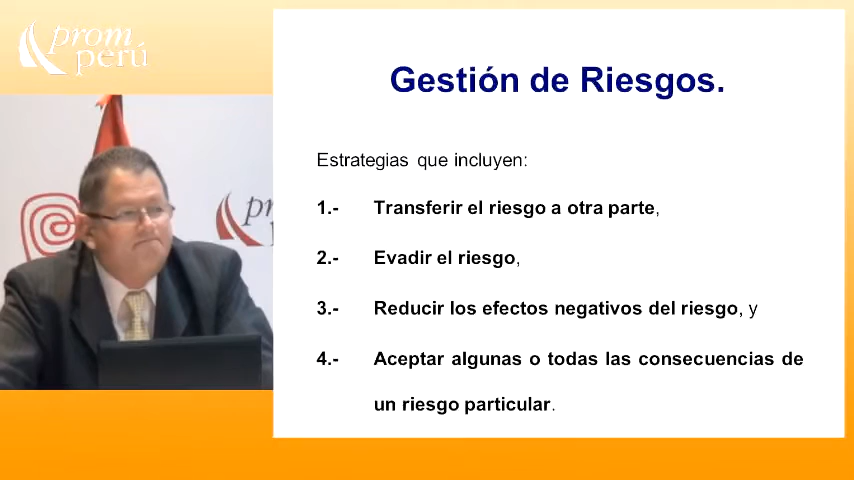 prom
perú
Gestión de Riesgos.
Estrategias que incluyen:
1.- Transferir el riesgo a otra parte,
2.- Evadir el riesgo,
3.- Reducir los efectos negativos del riesgo, y
4.- Aceptar algunas o todas las consecuencias de
un riesgo particular.